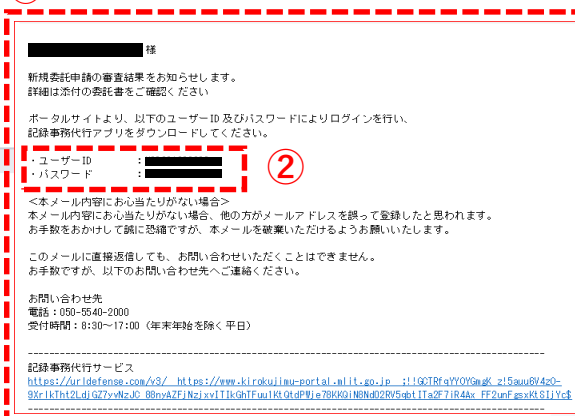 様
新規委託申請の審査結果をお知らせします。
詳細は添付の委託書をご確認ください
ポータルサイトより、以下のユーザーID 及びパスワードによりログインを行い、
記録事務代行アプリをダウンロードしてください。
・ユーザーID :
・パスワード :
②
<本メール内容にお心当たりがない場合>
本メール内容にお心当たりがない場合、他の方がメールアドレスを誤って登録したと思われます。
お手数をおかけして誠に恐縮ですが、本メールを破棄いただけるようお願いいたします。
このメールに直接返信しても、お問い合わせいただくことはできません。
お手数ですが、以下のお問い合わせ先へご連絡ください。
お問い合わせ先
電話：050-5540-2000
受付時間：8:30～17:00（年末年始を除く平日）
記録事務代行サービス
https://urldefense.com/v3/_https://www.kirokujimu-portal.mlit.go.jp_;!!GCTRfqYYOYGmgK_z!5auu6V4zO-
9XrIkTht2LdjGZ7yvNzJC_88nyAZFjNzjxvITIkGhTFuu1KtQtdPWje78KKGiN8NdO2RV5qbtITa2F7iR4Ax_FF2unFgsxKtSIjYc$